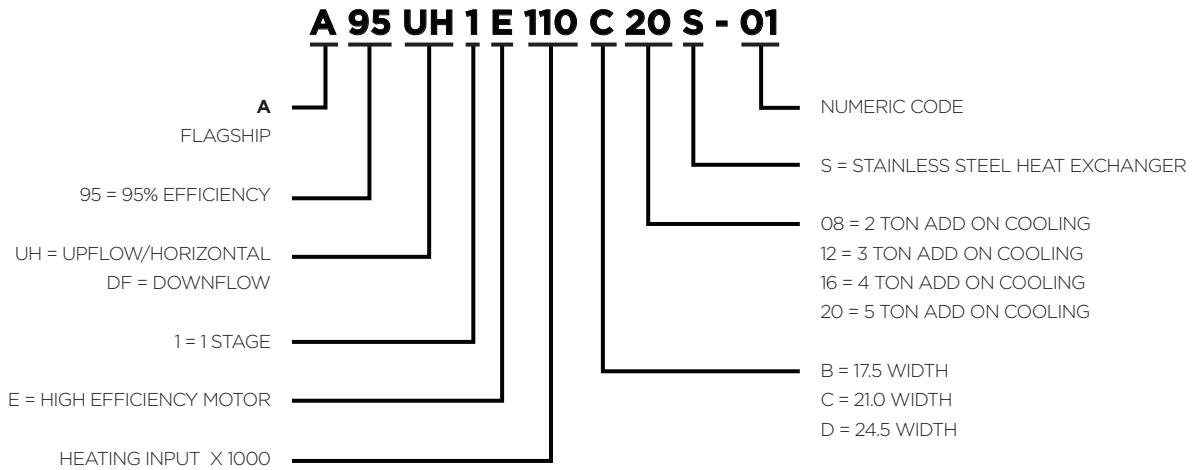 A 95 UH 1 E 110 C 20 S - 01
A
FLAGSHIP
95 = 95% EFFICIENCY
UH = UPFLOW/HORIZONTAL
DF = DOWNFLOW
1 = 1 STAGE
E = HIGH EFFICIENCY MOTOR
HEATING INPUT X 1000
NUMERIC CODE
S = STAINLESS STEEL HEAT EXCHANGER
08 = 2 TON ADD ON COOLING
12 = 3 TON ADD ON COOLING
16 = 4 TON ADD ON COOLING
20 = 5 TON ADD ON COOLING
B = 17.5 WIDTH
C = 21.0 WIDTH
D = 24.5 WIDTH